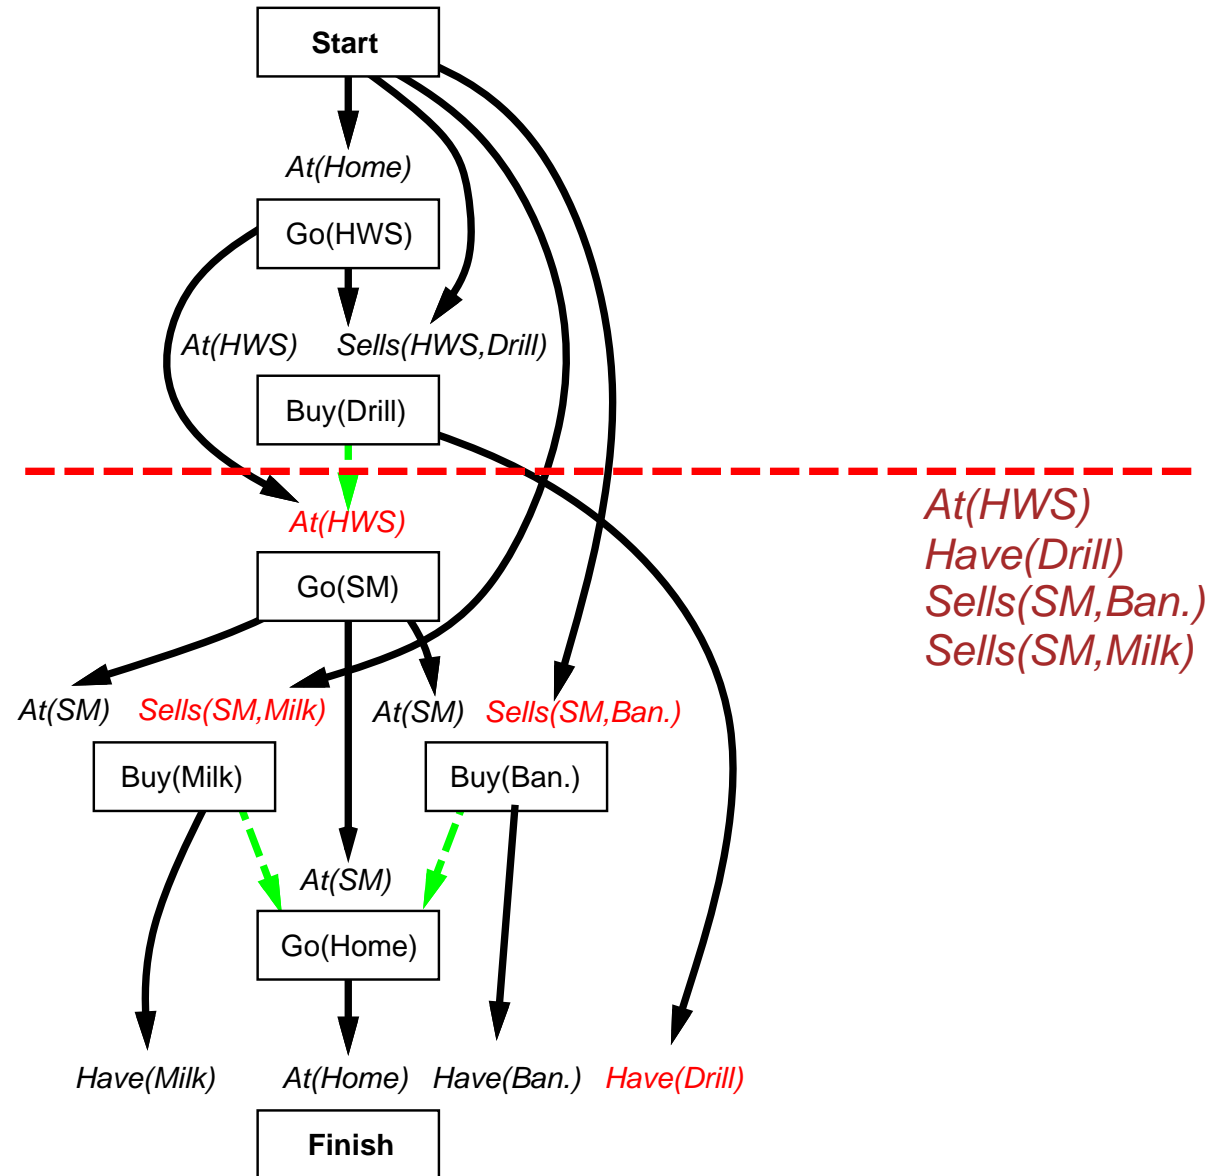 Start
At(Home)
Go(HWS)
At(HWS) Sells(HWS,Drill)
Buy(Drill)
At(HWS)
At(HWS)
Have(Drill)
Sells(SM,Ban.)
Sells(SM,Milk)
Go(SM)
At(SM) Sells(SM,Milk) At(SM) Sells(SM,Ban.)
Buy(Milk) Buy(Ban.)
At(SM)
Go(Home)
Have(Milk) At(Home) Have(Ban.) Have(Drill)
Finish